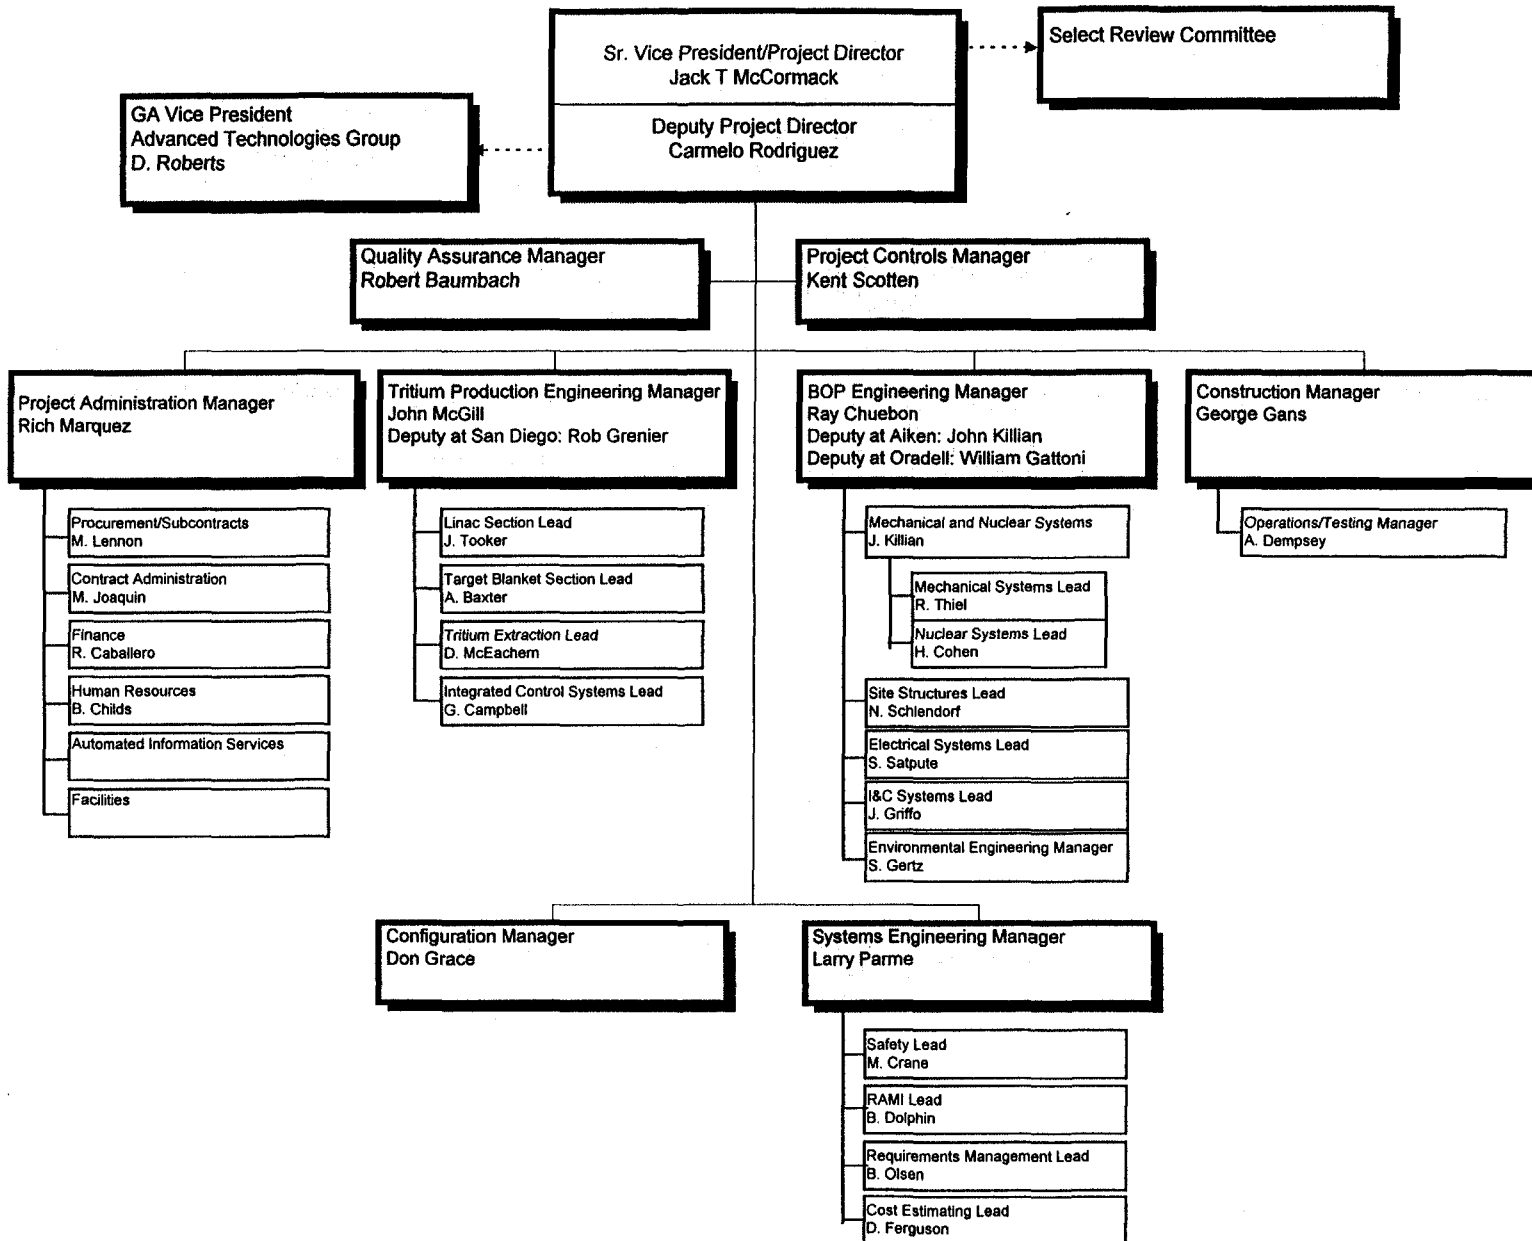 Sr. Vice President/Project Director
Jack T McCormack
Deputy Project Director
Carmelo Rodriguez
Select Review Committee
GA Vice President
Advanced Technologies Group
D. Roberts
Quality Assurance Manager
Robert Baumbach
Project Controls Manager
Kent Scotten
Project Administration Manager
Rich Marquez
Tritium Production Engineering Manager
John McGill
Deputy at San Diego: Rob Grenier
BOP Engineering Manager
Ray Chuebon
Deputy at Aiken: John Killian
Deputy at Oradell: William Gattoni
Construction Manager
George Gans
Procurement/Subcontracts
M. Lennon
Contract Administration
M. Joaquin
Finance
R. Caballero
Human Resources
B. Childs
Automated Information Services
Facilities
Linac Section Lead
J. Tooker
Target Blanket Section Lead
A. Baxter
Tritium Extraction Lead
D. McEachern
Integrated Control Systems Lead
G. Campbell
Mechanical and Nuclear Systems
J. Killian
Mechanical Systems Lead
R. Thiel
Nuclear Systems Lead
H. Cohen
Site Structures Lead
N. Schlendorf
Electrical Systems Lead
S. Satpute
I&C Systems Lead
J. Griffo
Environmental Engineering Manager
S. Gertz
Operations/Testing Manager
A. Dempsey
Configuration Manager
Don Grace
Systems Engineering Manager
Larry Parme
Safety Lead
M. Crane
RAMI Lead
B. Dolphin
Requirements Management Lead
B. Olsen
Cost Estimating Lead
D. Ferguson